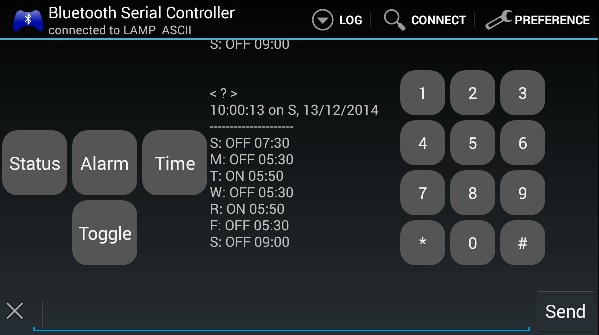 Bluetooth Serial Controller
connected to LAMP_ASCII
LOG
CONNECT
PREFERENCE
S: OFF 09:00
< ? >
10:00:13 on S, 13/12/2014
---------------------
S: OFF 07:30
M: OFF 05:30
T: ON 05:50
W: OFF 05:30
R: ON 05:50
F: OFF 05:30
S: OFF 09:00
Status Alarm Time
Toggle
1 2 3
4 5 6
7 8 9
* 0 #
Send